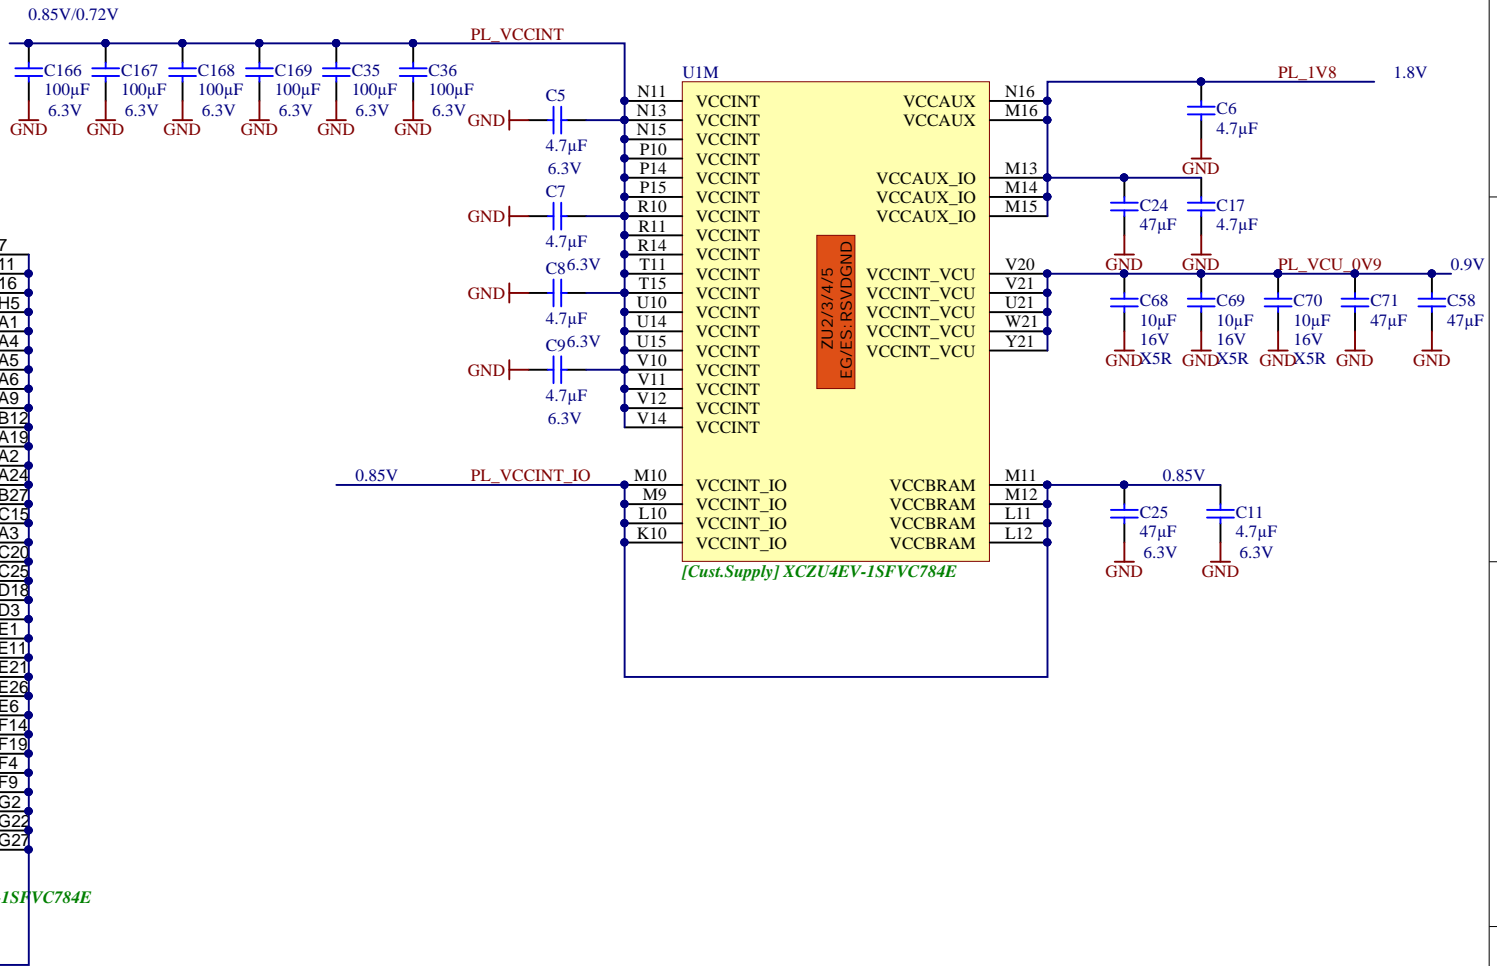 0.85V/0.72V
PL_VCCINT
C166 C167 C168 C169 C35 C36
100µF 100µF 100µF 100µF 100µF 100µF
6.3V 6.3V 6.3V 6.3V 6.3V 6.3V
GND GND GND GND GND GND
C5
GND
4.7µF
6.3V
C7
GND
4.7µF
6.3V
C8
GND
4.7µF
6.3V
C9
GND
4.7µF
6.3V
U1M
N11 VCCINT
N13 VCCINT
N15 VCCINT
P10 VCCINT
P14 VCCINT
P15 VCCINT
R10 VCCINT
R11 VCCINT
R14 VCCINT
T11 VCCINT
T15 VCCINT
U10 VCCINT
U14 VCCINT
U15 VCCINT
V10 VCCINT
V11 VCCINT
V12 VCCINT
V14 VCCINT
0.85V PL_VCCINT_IO
M10 VCCINT_IO
M9 VCCINT_IO
L10 VCCINT_IO
K10 VCCINT_IO
ZU2/3/4/5
EG/ES:RSVDGND
VCCAUX N16
VCCAUX M16
VCCAUX_IO M13
VCCAUX_IO M14
VCCAUX_IO M15
VCCINT_VCU V20
VCCINT_VCU V21
VCCINT_VCU U21
VCCINT_VCU W21
VCCINT_VCU Y21
VCCBRAM M11
VCCBRAM M12
VCCBRAM L11
VCCBRAM L12
[Cust.Supply] XCZU4EV-1SFVC784E
PL_1V8 1.8V
C6
4.7µF
GND
C24 C17
47µF 4.7µF
GND GND
PL_VCU_0V9 0.9V
C68 C69 C70 C71 C58
10µF 10µF 10µF 47µF 47µF
16V 16V 16V
X5R X5R X5R
GND GND GND GND GND
0.85V
C25 C11
47µF 4.7µF
6.3V 6.3V
GND GND
7
11
16
H5
A1
A4
A5
A6
A9
B12
A19
A2
A24
B27
C15
A3
C20
C25
D18
D3
E1
E11
E21
E26
E6
F14
F19
F4
F9
G2
G22
G27
-1SFVC784E